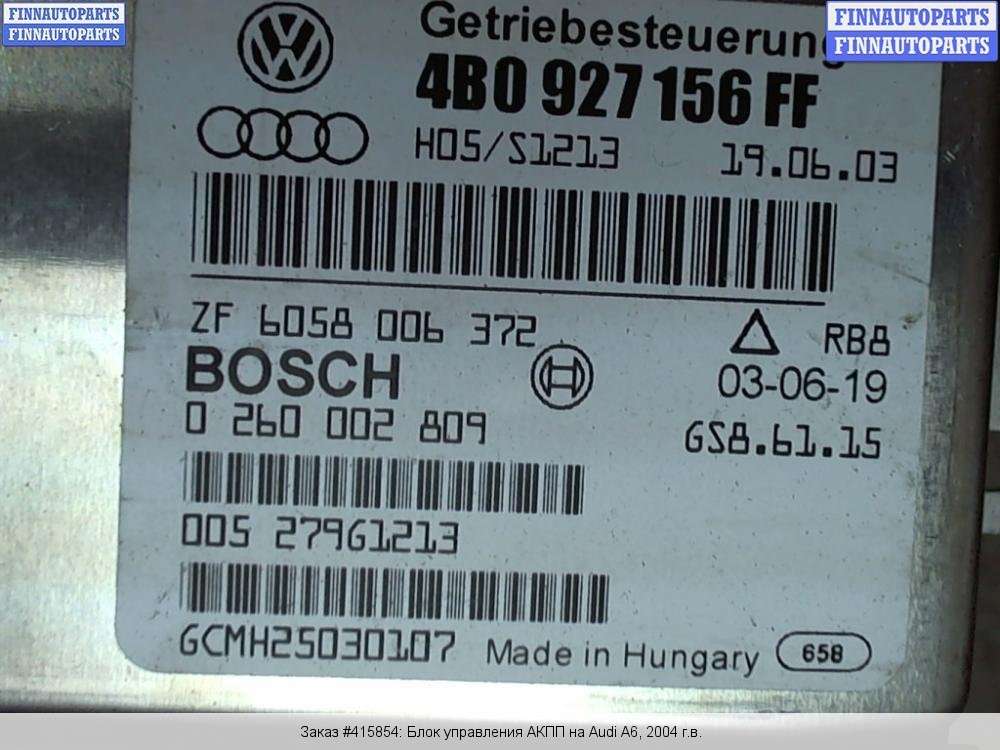 FINNAUTOPARTS
FINNAUTOPARTS
FINNAUTOPARTS
FINNAUTOPARTS
Getriebesteuerung
4B0 927 156 FF
H05/S1213 19.06.03
ZF 6058 006 372 RB8
BOSCH 03-06-19
0 260 002 809 GS8.61.15
005 27961213
GCMH25030107 Made in Hungary 658
Заказ #415854: Блок управления АКПП на Audi A6, 2004 г.в.